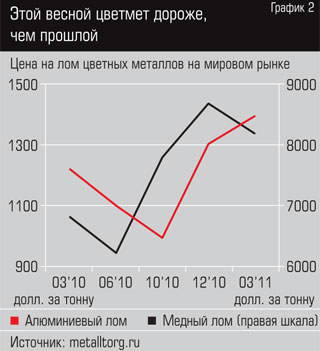 График 2
Этой весной цветмет дороже,
чем прошлой
Цена на лом цветных металлов на мировом рынке
1500 9000
1300 8000
1100 7000
900 6000
03'10 06'10 10'10 12'10 03'11
долл. за тонну долл. за тонну
Алюминиевый лом Медный лом (правая шкала)
Источник: metalltorg.ru